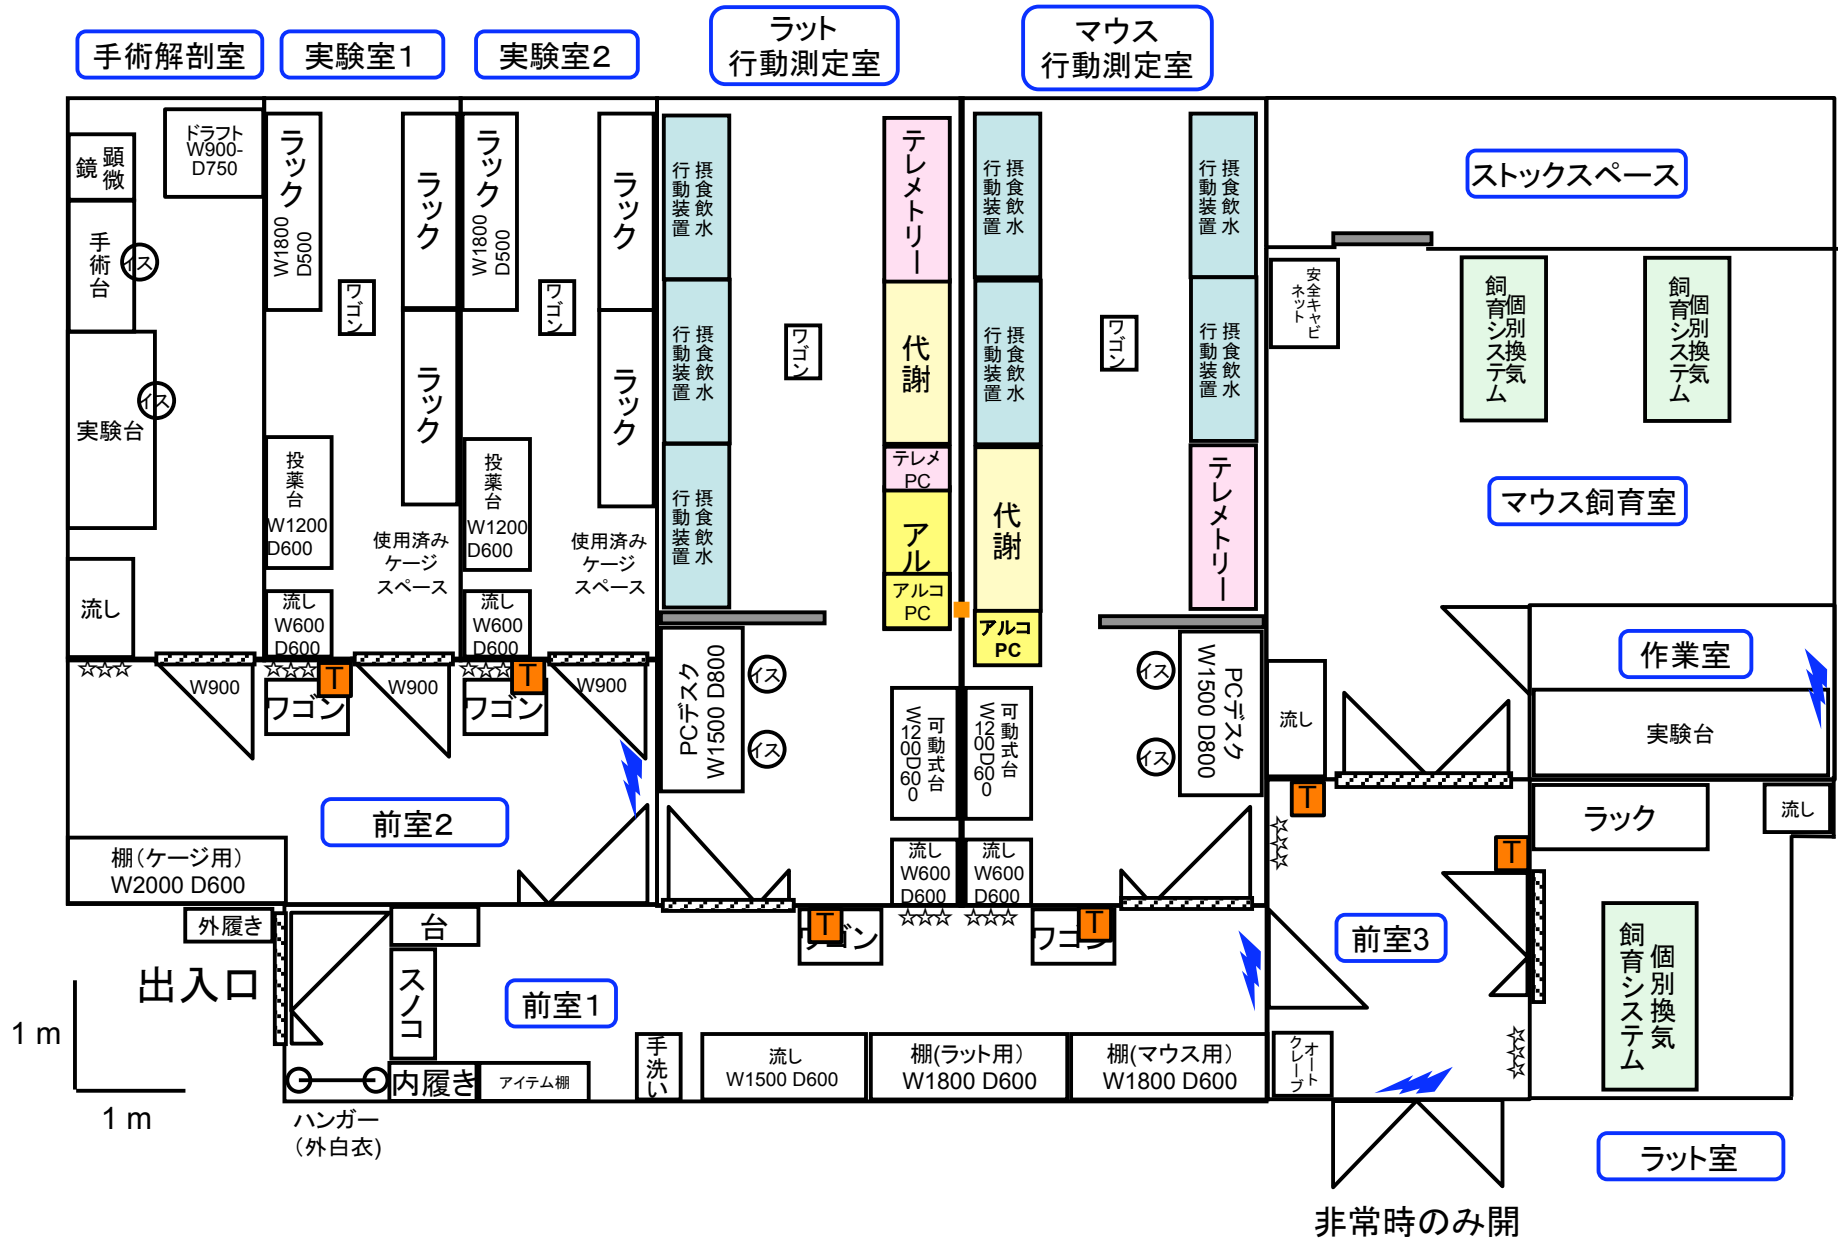 手術解剖室
実験室1
実験室2
ラット
行動測定室
マウス
行動測定室
顕微
鏡
ドラフト
W900-
D750
手術台
イス
イス
実験台
流し
☆☆☆
ラック
W1800
D500
ラック
ワゴン
ラック
投薬台
W1200
D600
使用済み
ケージ
スペース
流し
W600
D600
☆☆☆
ラック
W1800
D500
ラック
ワゴン
ラック
投薬台
W1200
D600
使用済み
ケージ
スペース
流し
W600
D600
☆☆☆
W900
ワゴン
T
W900
ワゴン
T
W900
前室2
棚(ケージ用)
W2000 D600
摂食飲水
行動装置
摂食飲水
行動装置
摂食飲水
行動装置
ワゴン
テレメトリー
代謝
テレメ
PC
アル
アルコ
PC
PCデスク
W1500 D800
イス
イス
可動式台
W1200D600
流し
W600
D600
☆☆☆
ワゴン
T
摂食飲水
行動装置
摂食飲水
行動装置
代謝
アルコ
PC
ワゴン
摂食飲水
行動装置
摂食飲水
行動装置
テレメトリー
イス
イス
PCデスク
W1500 D800
可動式台
W1200D600
流し
W600
D600
☆☆☆
ワゴン
T
ストックスペース
安全キャビ
ネット
個別換気
飼育システム
個別換気
飼育システム
マウス飼育室
流し
作業室
実験台
T
☆☆☆
T
前室3
☆☆☆
オート
クレーブ
ラック
流し
個別換気
飼育システム
ラット室
非常時のみ開
外履き
出入口
台
スノコ
前室1
内履き
アイテム棚
手洗い
流し
W1500 D600
棚(ラット用)
W1800 D600
棚(マウス用)
W1800 D600
ハンガー
(外白衣)
1 m
1 m